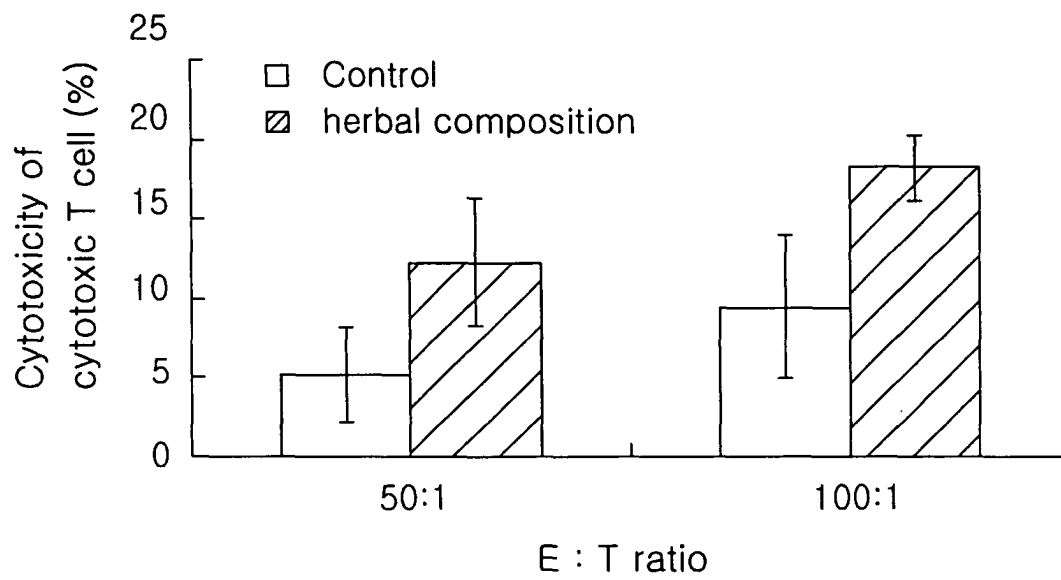 25
20
15
10
5
0
Cytotoxicity of
cytotoxic T cell (%)
Control
herbal composition
50:1
100:1
E : T ratio